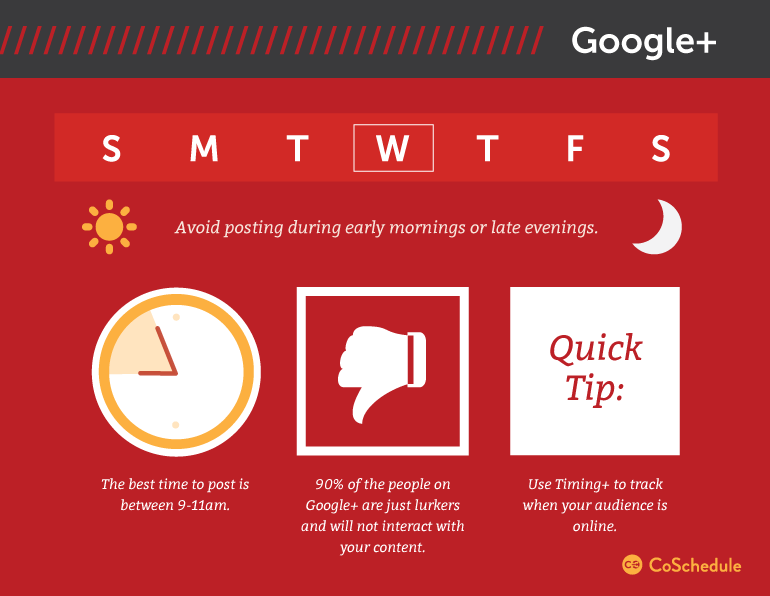 Google+
S M T W T F S
Avoid posting during early mornings or late evenings.
Quick
Tip:
The best time to post is
between 9-11am.
90% of the people on
Google+ are just lurkers
and will not interact with
your content.
Use Timing+ to track
when your audience is
online.
CoSchedule